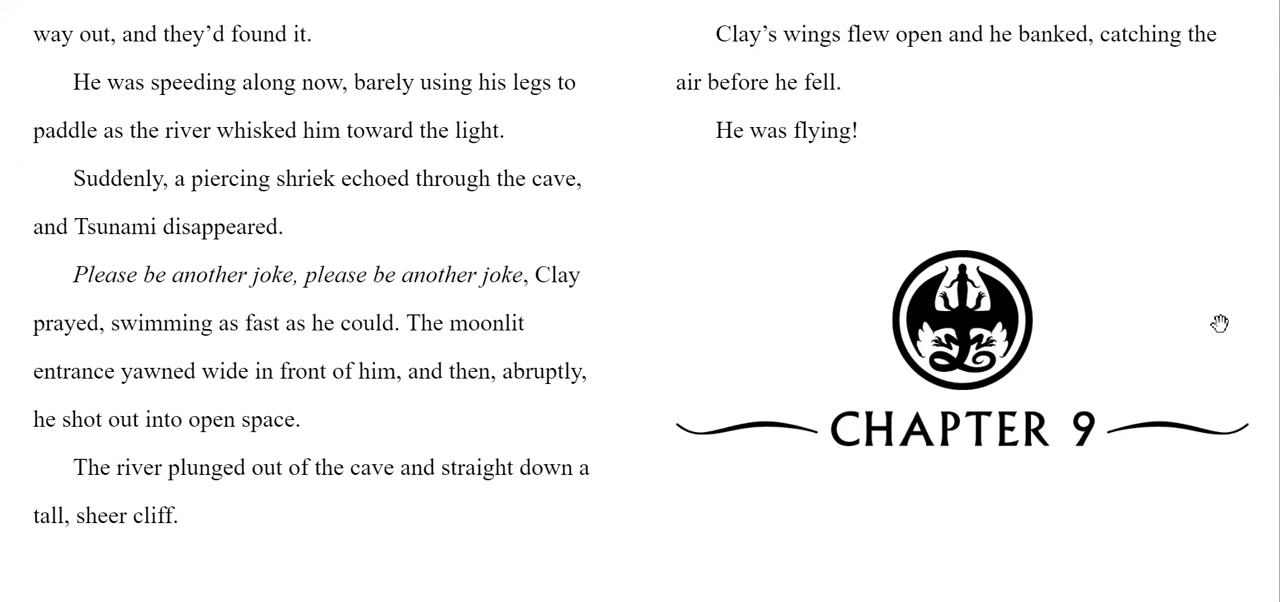 way out, and they’d found it.
He was speeding along now, barely using his legs to
paddle as the river whisked him toward the light.
Suddenly, a piercing shriek echoed through the cave,
and Tsunami disappeared.
Please be another joke, please be another joke, Clay
prayed, swimming as fast as he could. The moonlit
entrance yawned wide in front of him, and then, abruptly,
he shot out into open space.
The river plunged out of the cave and straight down a
tall, sheer cliff.
Clay’s wings flew open and he banked, catching the
air before he fell.
He was flying!
CHAPTER 9